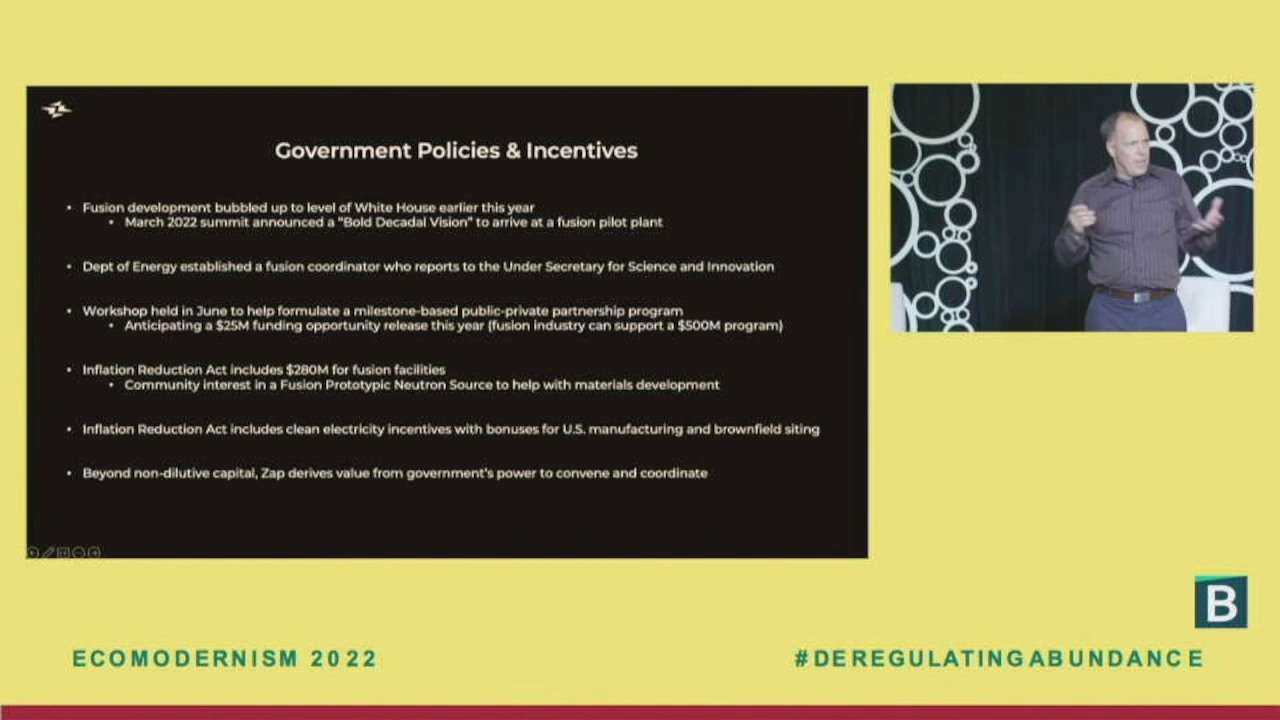 Government Policies & Incentives
• Fusion development bubbled up to level of White House earlier this year
• March 2022 summit announced a “Bold Decadal Vision” to arrive at a fusion pilot plant
• Dept of Energy established a fusion coordinator who reports to the Under Secretary for Science and Innovation
• Workshop held in June to help formulate a milestone-based public-private partnership program
• Anticipating a $25M funding opportunity release this year (fusion industry can support a $500M program)
• Inflation Reduction Act includes $280M for fusion facilities
• Community interest in a Fusion Prototypic Neutron Source to help with materials development
• Inflation Reduction Act includes clean electricity incentives with bonuses for U.S. manufacturing and brownfield siting
• Beyond non-dilutive capital, Zap derives value from government’s power to convene and coordinate
B
ECOMODERNISM 2022
#DEREGULATINGABUNDANCE